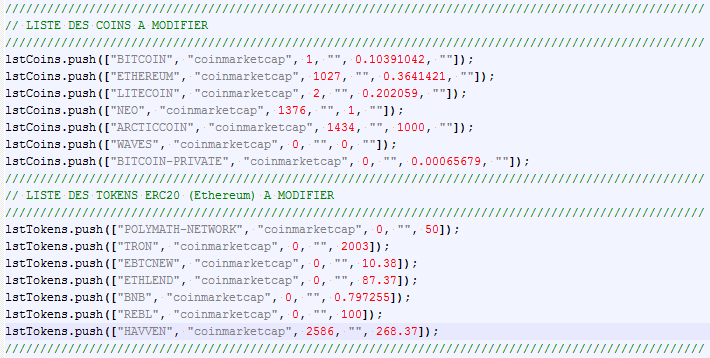 ////////////////////////////////////////////////////////////////////////////////////////////////////
// LISTE DES COINS A MODIFIER
////////////////////////////////////////////////////////////////////////////////////////////////////
lstCoins.push(["BITCOIN", "coinmarketcap", 1, "", 0.10391042, ""]);
lstCoins.push(["ETHEREUM", "coinmarketcap", 1027, "", 0.3641421, ""]);
lstCoins.push(["LITECOIN", "coinmarketcap", 2, "", 0.202059, ""]);
lstCoins.push(["NEO", "coinmarketcap", 1376, "", 1, ""]);
lstCoins.push(["ARCTICCOIN", "coinmarketcap", 1434, "", 1000, ""]);
lstCoins.push(["WAVES", "coinmarketcap", 0, "", 0, ""]);
lstCoins.push(["BITCOIN-PRIVATE", "coinmarketcap", 0, "", 0.00065679, ""]);
////////////////////////////////////////////////////////////////////////////////////////////////////
// LISTE DES TOKENS ERC20 (Ethereum) A MODIFIER
////////////////////////////////////////////////////////////////////////////////////////////////////
lstTokens.push(["POLYMATH-NETWORK", "coinmarketcap", 0, "", 50]);
lstTokens.push(["TRON", "coinmarketcap", 0, "", 2003]);
lstTokens.push(["EBTCNEW", "coinmarketcap", 0, "", 10.38]);
lstTokens.push(["ETHLEND", "coinmarketcap", 0, "", 87.37]);
lstTokens.push(["BNB", "coinmarketcap", 0, "", 0.797255]);
lstTokens.push(["REBL", "coinmarketcap", 0, "", 100]);
lstTokens.push(["HAVVEN", "coinmarketcap", 2586, "", 268.37]);
////////////////////////////////////////////////////////////////////////////////////////////////////